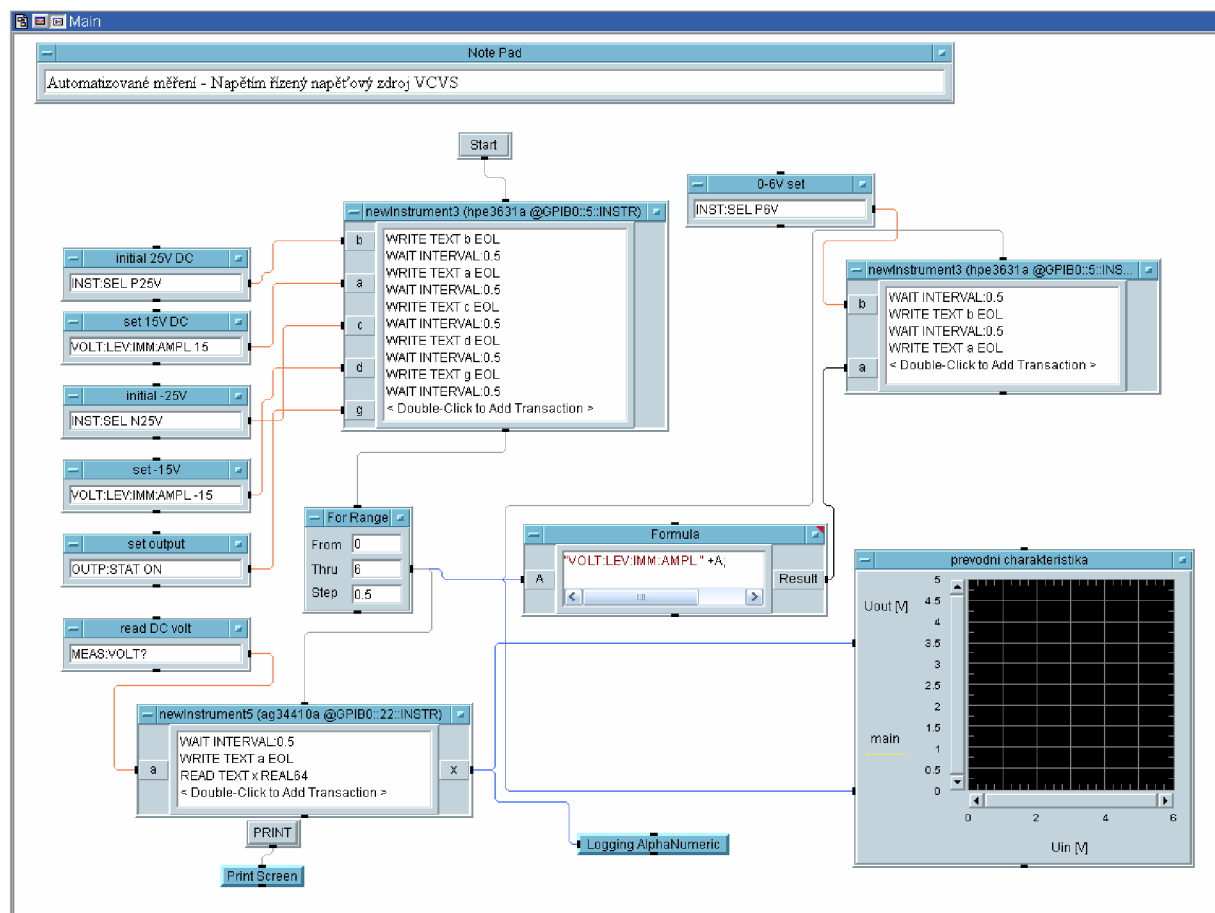 Main
Note Pad
Automatizované měření - Napětím řízený napěťový zdroj VCVS
Start
0-6V set
INST:SEL P6V
newInstrument3 (hpe3631a @GPIB0::5::INSTR)
b
a
c
d
g
WRITE TEXT b EOL
WAIT INTERVAL:0.5
WRITE TEXT a EOL
WAIT INTERVAL:0.5
WRITE TEXT c EOL
WAIT INTERVAL:0.5
WRITE TEXT d EOL
WAIT INTERVAL:0.5
WRITE TEXT g EOL
WAIT INTERVAL:0.5
< Double-Click to Add Transaction >
newInstrument3 (hpe3631a @GPIB0::5::INS...
b
a
WAIT INTERVAL:0.5
WRITE TEXT b EOL
WAIT INTERVAL:0.5
WRITE TEXT a EOL
< Double-Click to Add Transaction >
initial 25V DC
INST:SEL P25V
set 15V DC
VOLT:LEV:IMM:AMPL 15
initial -25V
INST:SEL N25V
set -15V
VOLT:LEV:IMM:AMPL -15
set output
OUTP:STAT ON
read DC volt
MEAS:VOLT?
For Range
From 0
Thru 6
Step 0.5
Formula
A
"VOLT:LEV:IMM:AMPL " +A;
Result
newInstrument5 (ag34410a @GPIB0::22::INSTR)
a
WAIT INTERVAL:0.5
WRITE TEXT a EOL
READ TEXT x REAL64
< Double-Click to Add Transaction >
x
PRINT
Print Screen
Logging AlphaNumeric
prevodni charakteristika
Uout [V]
main
5
4.5
4
3.5
3
2.5
2
1.5
1
0.5
0
0 2 4 6
Uin [V]